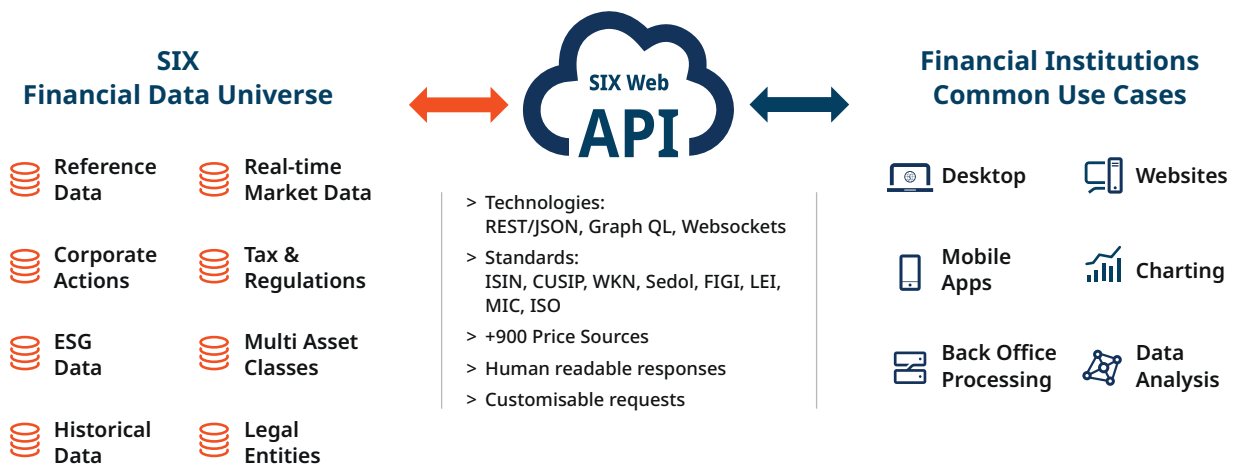 SIX
Financial Data Universe
Reference
Data
Real-time
Market Data
Corporate
Actions
Tax &
Regulations
ESG
Data
Multi Asset
Classes
Historical
Data
Legal
Entities
SIX Web
API
> Technologies:
REST/JSON, Graph QL, Websockets
> Standards:
ISIN, CUSIP, WKN, Sedol, FIGI, LEI,
MIC, ISO
> +900 Price Sources
> Human readable responses
> Customisable requests
Financial Institutions
Common Use Cases
Desktop
Websites
Mobile
Apps
Charting
Back Office
Processing
Data
Analysis